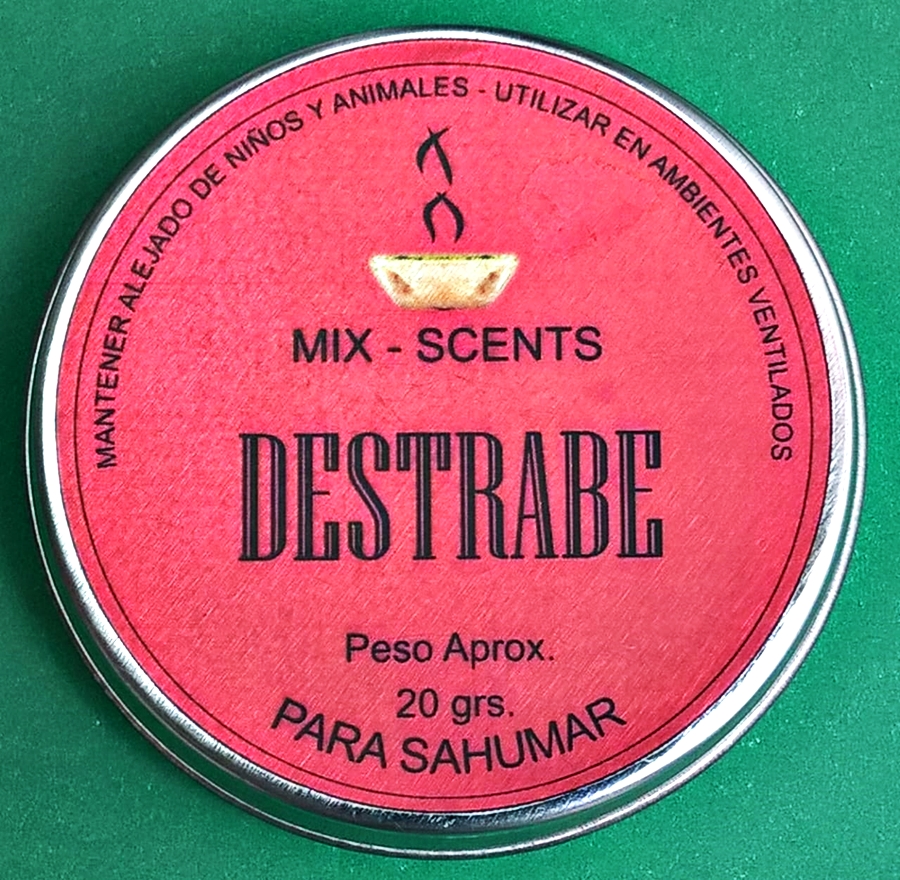 MANTENER ALEJADO DE NIÑOS Y ANIMALES - UTILIZAR EN AMBIENTES VENTILADOS
MIX - SCENTS
DESTRABE
Peso Aprox.
20 grs.
PARA SAHUMAR